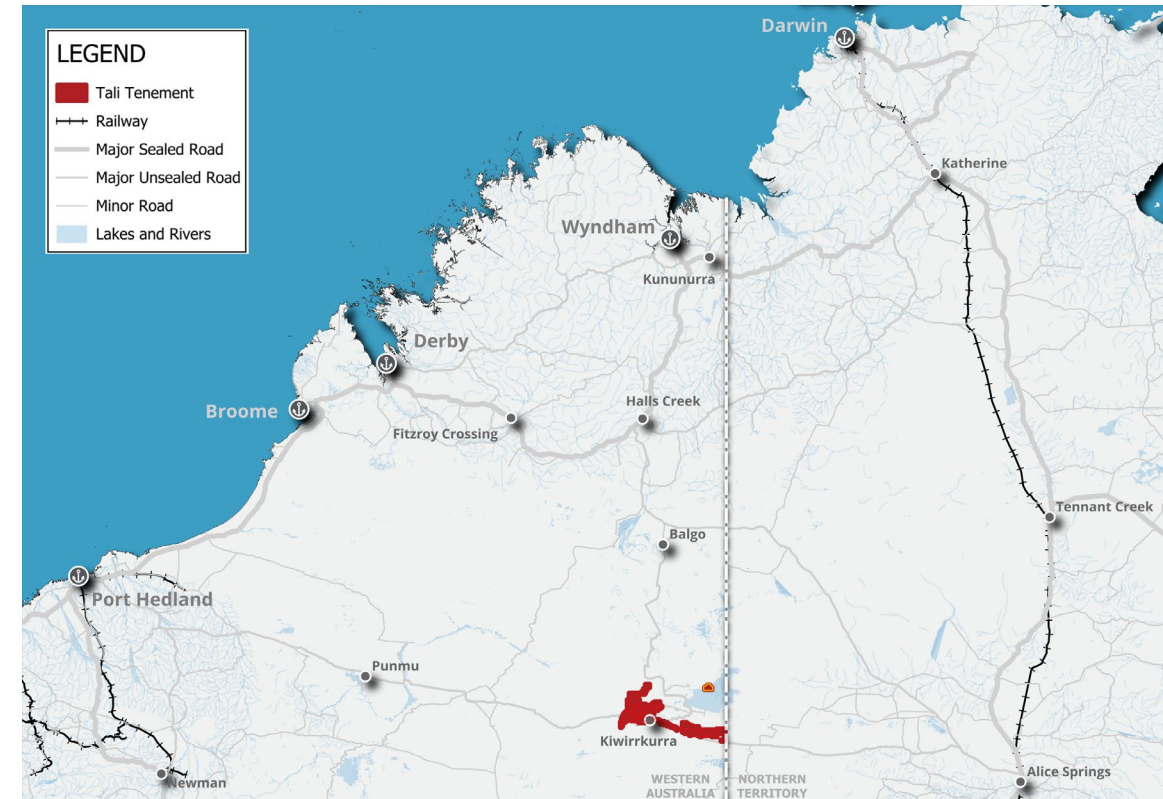 Darwin
LEGEND
Tali Tenement
Railway
Major Sealed Road
Major Unsealed Road
Minor Road
Lakes and Rivers
Katherine
Wyndham
Kununurra
Derby
Broome
Halls Creek
Fitzroy Crossing
Tennant Creek
Balgo
Port Hedland
Punmu
Kiwirrkurra
Newman
WESTERN
AUSTRALIA
NORTHERN
TERRITORY
Alice Springs